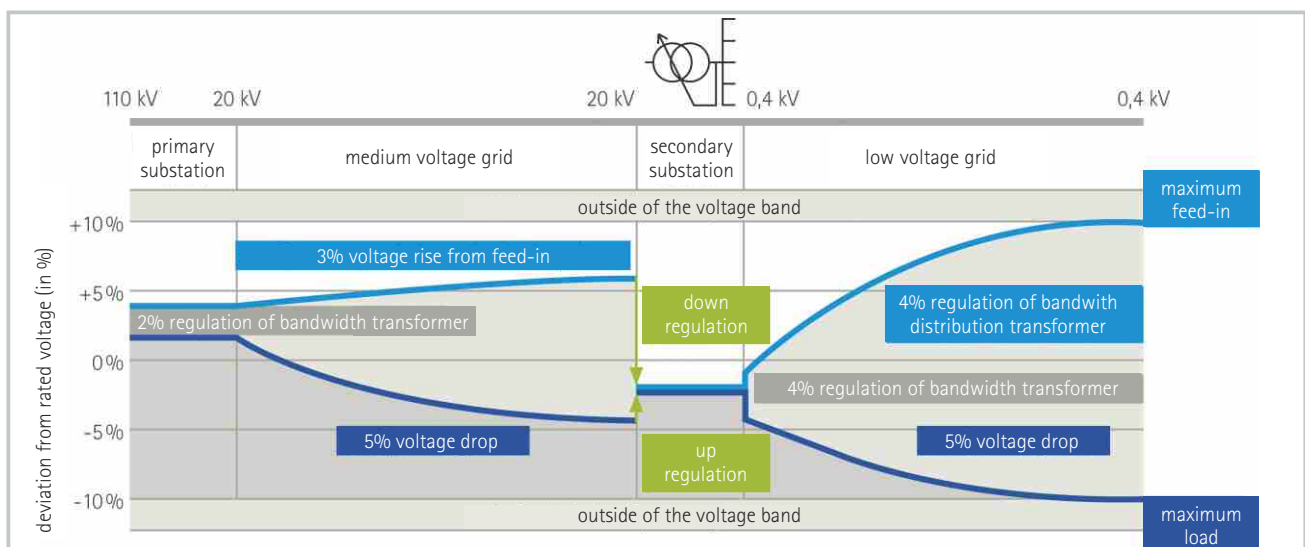 110 kV 20 kV 20 kV 0,4 kV 0,4 kV
primary
substation
medium voltage grid
secondary
substation
low voltage grid
deviation from rated voltage (in %)
outside of the voltage band
maximum
feed-in
+10%
3% voltage rise from feed-in
+5%
down
regulation
4% regulation of bandwith
distribution transformer
2% regulation of bandwidth transformer
0%
4% regulation of bandwidth transformer
-5%
5% voltage drop
up
regulation
5% voltage drop
-10%
outside of the voltage band
maximum
load